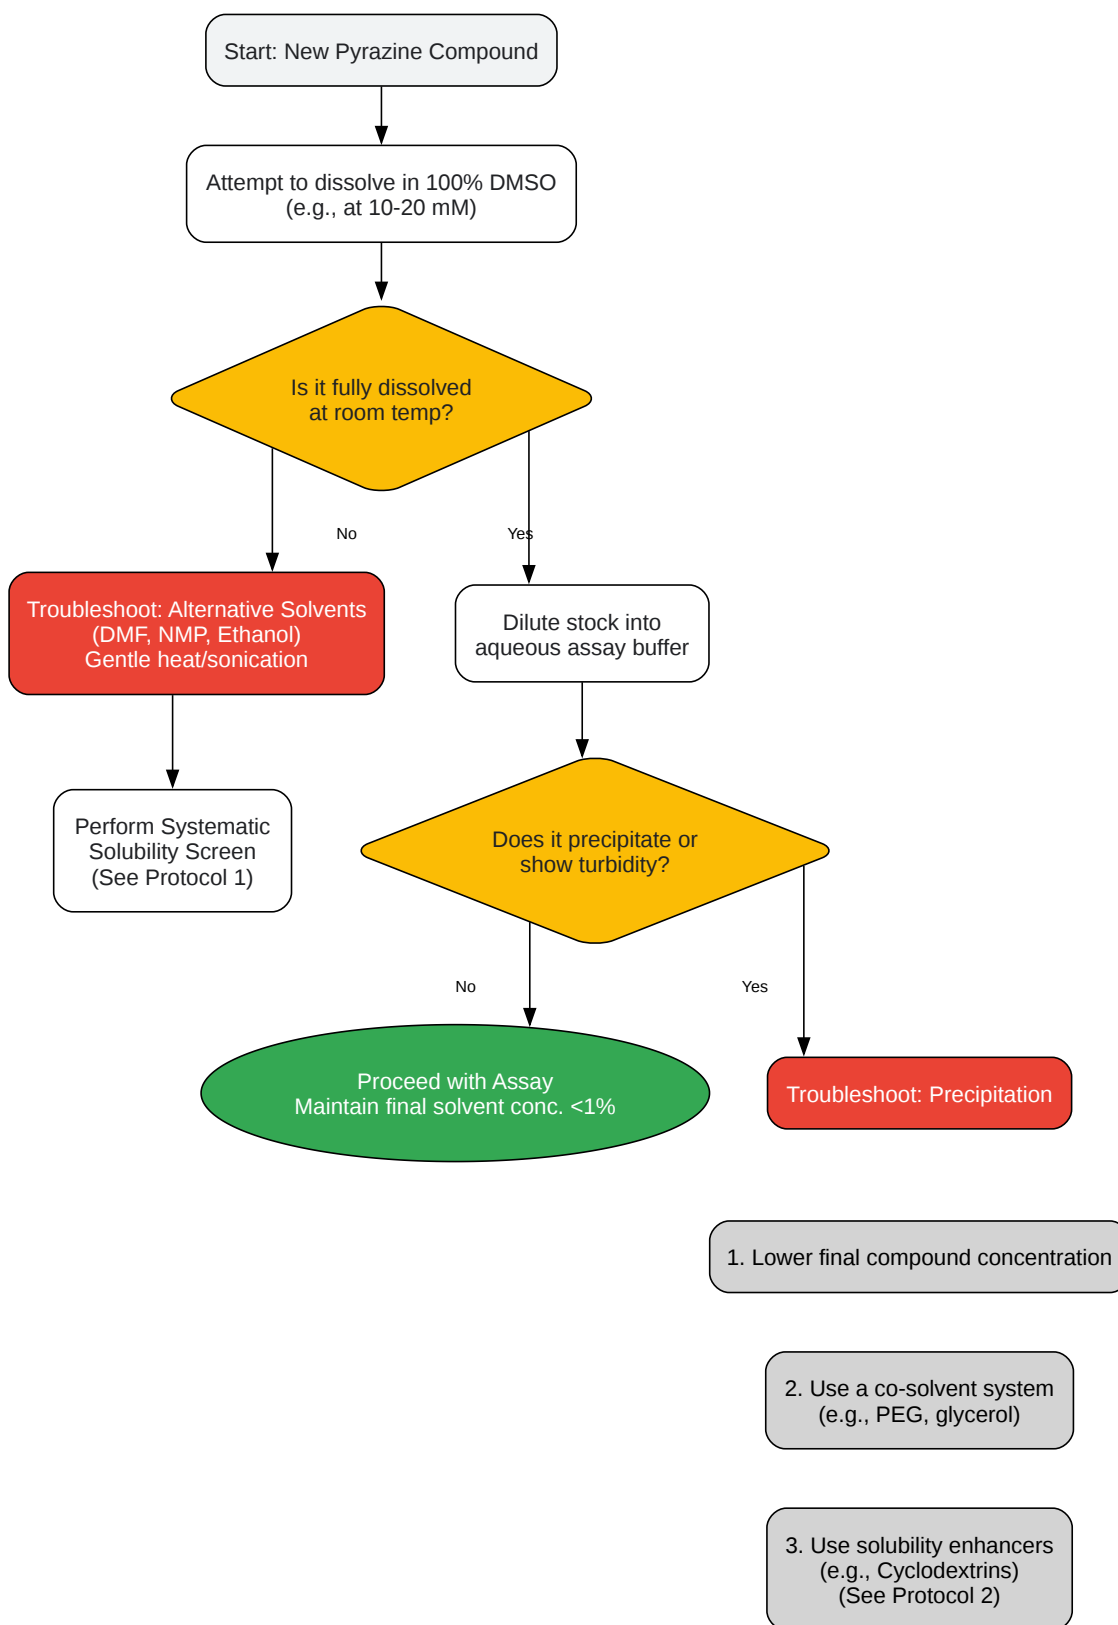 Start: New Pyrazine Compound
Attempt to dissolve in 100% DMSO
(e.g., at 10-20 mM)
Is it fully dissolved
at room temp?
No
Yes
Troubleshoot: Alternative Solvents
(DMF, NMP, Ethanol)
Gentle heat/sonication
Dilute stock into
aqueous assay buffer
Perform Systematic
Solubility Screen
(See Protocol 1)
Does it precipitate or
show turbidity?
No
Yes
Proceed with Assay
Maintain final solvent conc. <1%
Troubleshoot: Precipitation
1. Lower final compound concentration
2. Use a co-solvent system
(e.g., PEG, glycerol)
3. Use solubility enhancers
(e.g., Cyclodextrins)
(See Protocol 2)